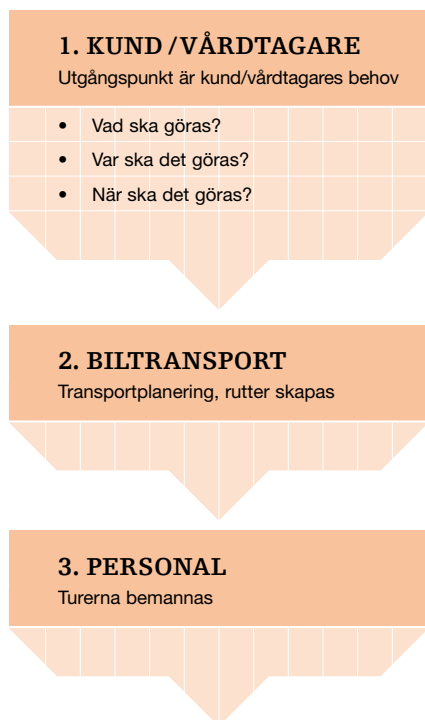 1. KUND/VÅRDTAGARE
Utgångspunkt är kund/vårdtagares behov
• Vad ska göras?
• Var ska det göras?
• När ska det göras?
2. BILTRANSPORT
Transportplanering, rutter skapas
3. PERSONAL
Turerna bemannas